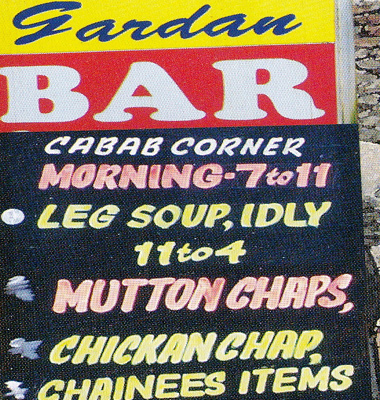 Gardan
BAR
CABAB CORNER
MORNING-7to11
LEG SOUP, IDLY
11to4
MUTTON CHAPS,
CHICKAN CHAP,
CHAINEES ITEMS